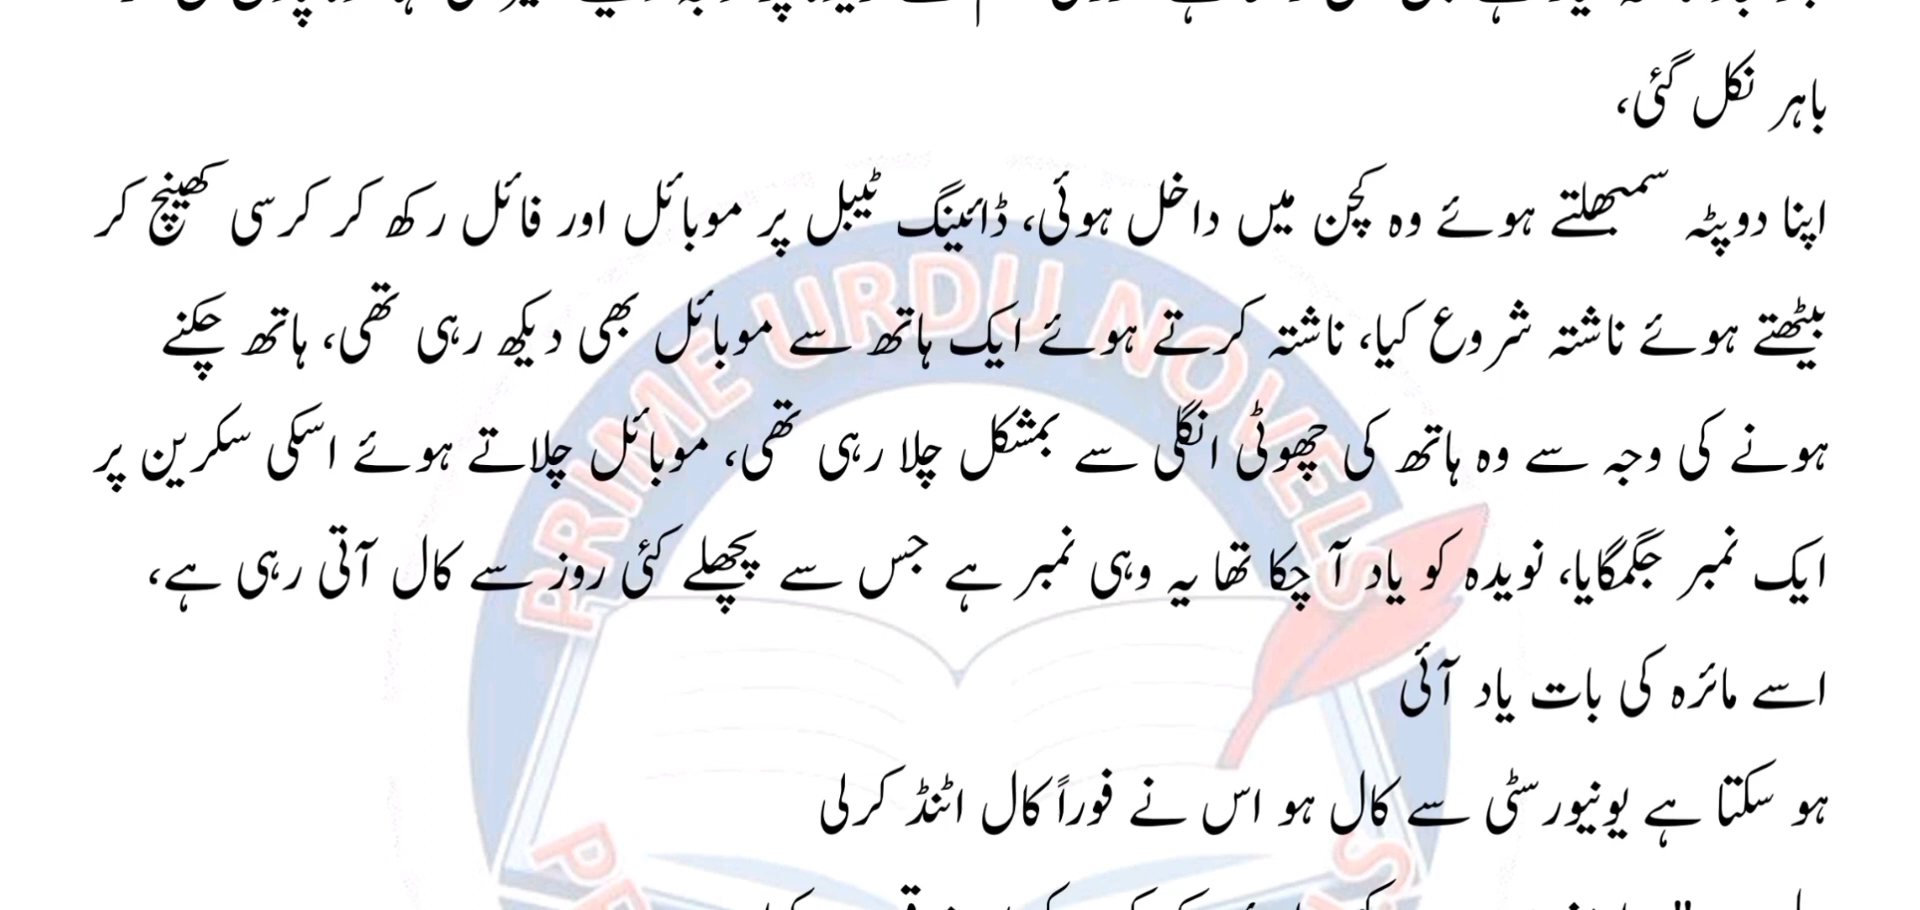 باہر نکل گئی،
اپنا دوپٹہ سمبھلتے ہوئے وہ کچن میں داخل ہوئی، ڈائینگ ٹیبل پر موبائل اور فائل رکھ کر کرسی کھینچ کر
بیٹھتے ہوئے ناشتہ شروع کیا، ناشتہ کرتے ہوئے ایک ہاتھ سے موبائل بھی دیکھ رہی تھی، ہاتھ چکنے
ہونے کی وجہ سے وہ ہاتھ کی چھوٹی انگلی سے بمشکل چلا رہی تھی، موبائل چلاتے ہوئے اسکی سکرین پر
ایک نمبر جگمگایا، نویدہ کو یاد آ چکا تھا یہ وہی نمبر ہے جس سے پچھلے کئی روز سے کال آتی رہی ہے،
اسے مائرہ کی بات یاد آئی
ہو سکتا ہے یونیورسٹی سے کال ہو اس نے فوراً کال اٹنڈ کرلی
PRIME URDU NOVELS